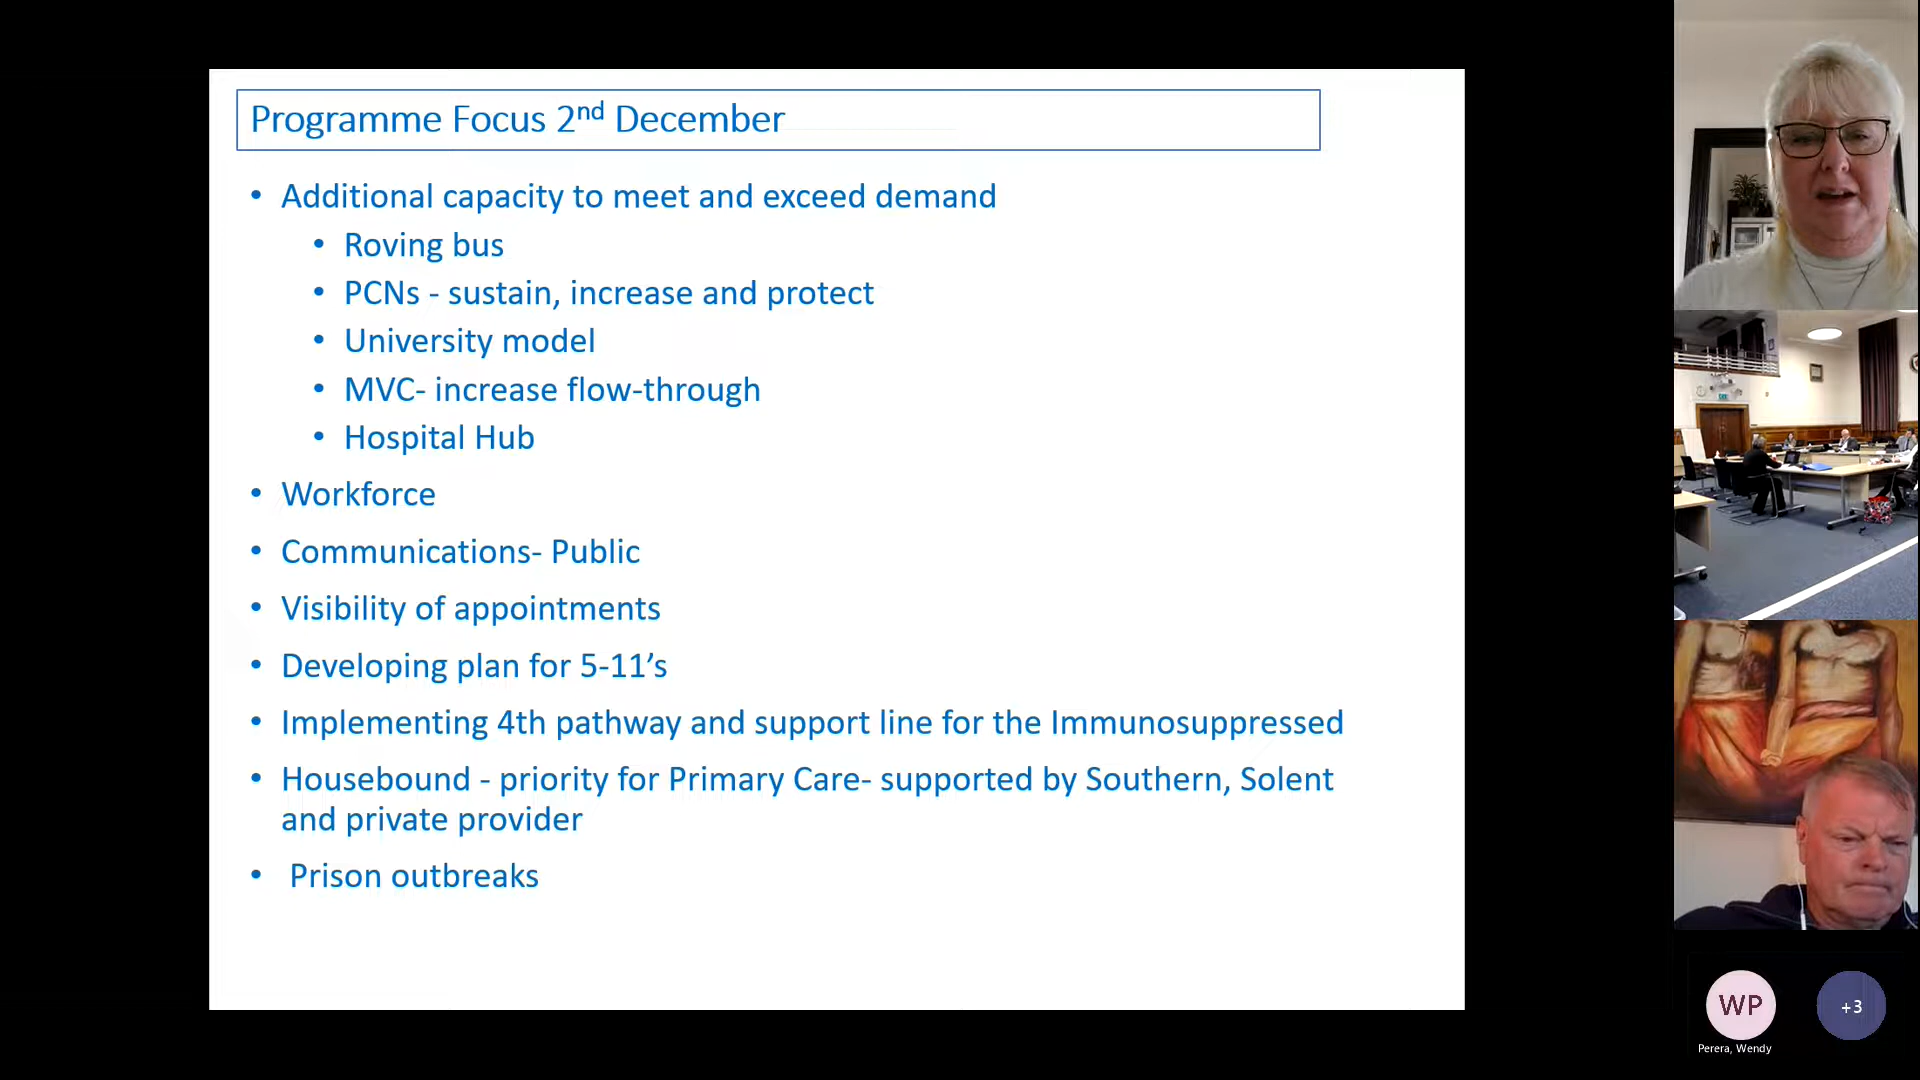 Programme Focus 2nd December
• Additional capacity to meet and exceed demand
• Roving bus
• PCNs - sustain, increase and protect
• University model
• MVC- increase flow-through
• Hospital Hub
• Workforce
• Communications- Public
• Visibility of appointments
• Developing plan for 5-11’s
• Implementing 4th pathway and support line for the Immunosuppressed
• Housebound - priority for Primary Care- supported by Southern, Solent
and private provider
• Prison outbreaks
WP
+3
Perera, Wendy